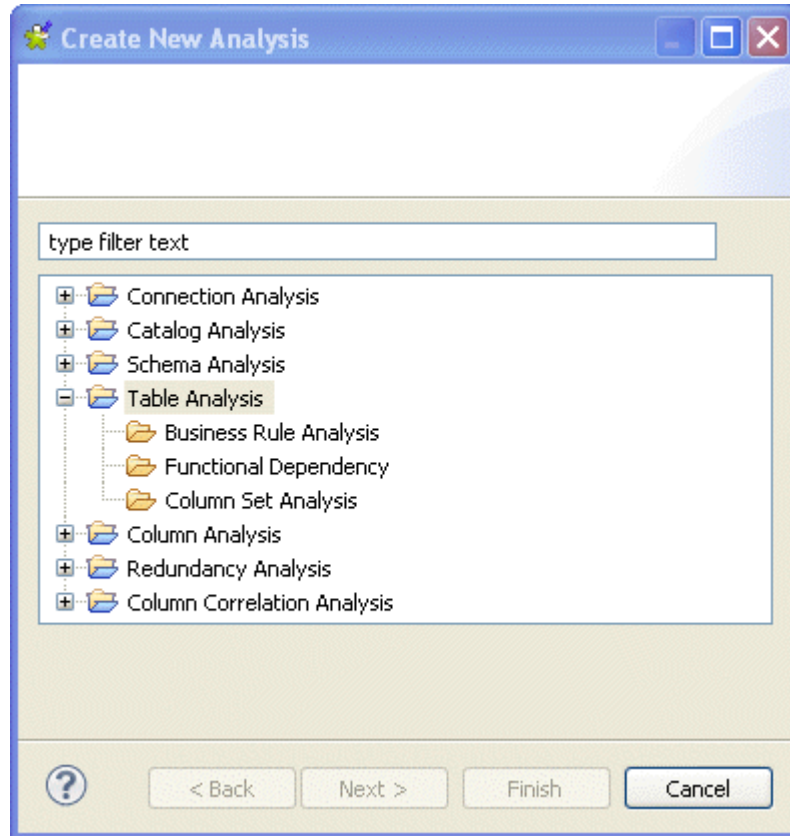 Create New Analysis
type filter text
Connection Analysis
Catalog Analysis
Schema Analysis
Table Analysis
Business Rule Analysis
Functional Dependency
Column Set Analysis
Column Analysis
Redundancy Analysis
Column Correlation Analysis
? < Back Next > Finish Cancel